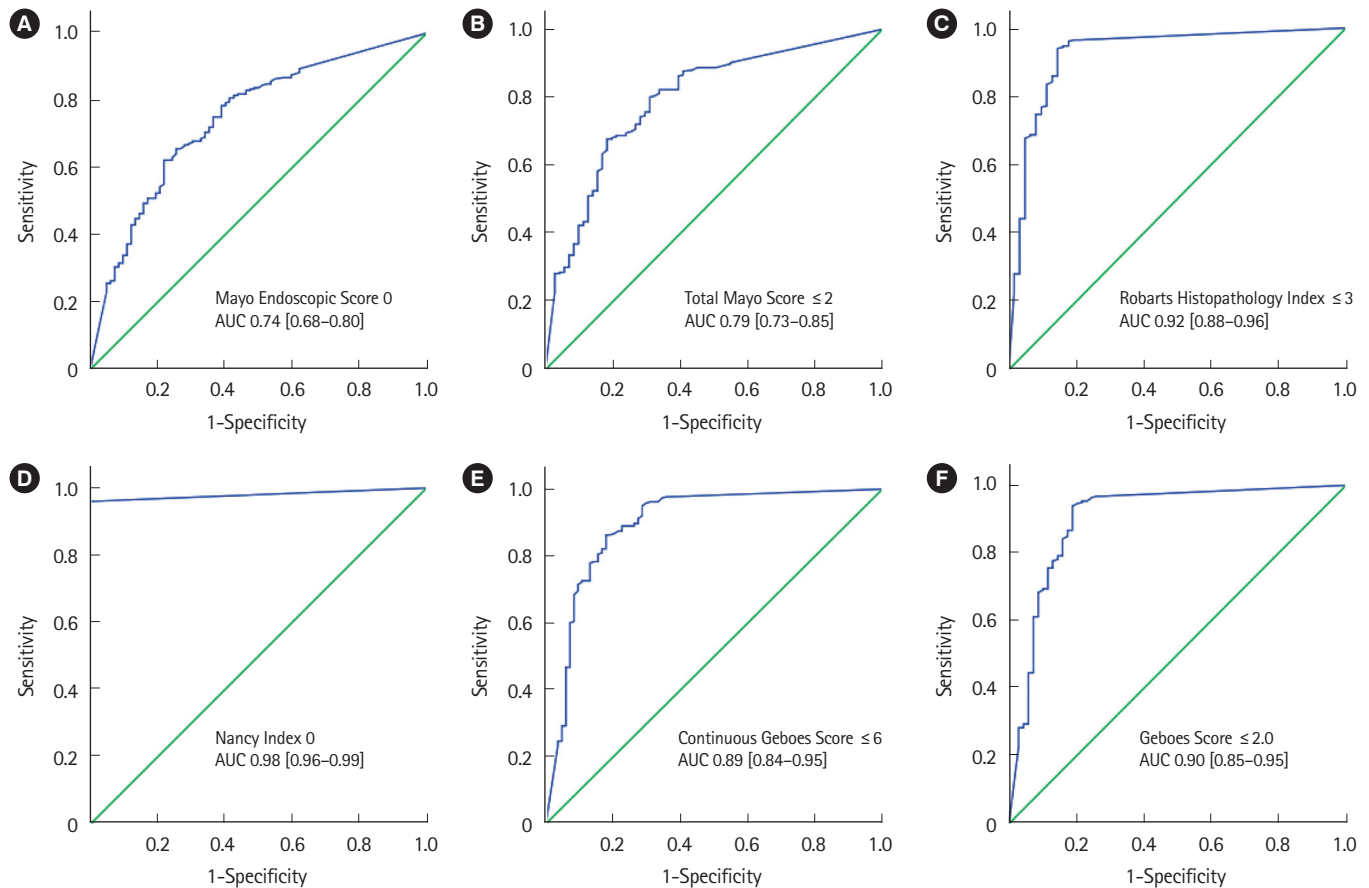 A
1.0
0.8
0.6
0.4
0.2
0
Sensitivity
Mayo Endoscopic Score 0
AUC 0.74 [0.68–0.80]
0.2 0.4 0.6 0.8 1.0
1-Specificity
B
1.0
0.8
0.6
0.4
0.2
0
Sensitivity
Total Mayo Score ≤2
AUC 0.79 [0.73–0.85]
0.2 0.4 0.6 0.8 1.0
1-Specificity
C
1.0
0.8
0.6
0.4
0.2
0
Sensitivity
Robarts Histopathology Index ≤3
AUC 0.92 [0.88–0.96]
0.2 0.4 0.6 0.8 1.0
1-Specificity
D
1.0
0.8
0.6
0.4
0.2
0
Sensitivity
Nancy Index 0
AUC 0.98 [0.96–0.99]
0.2 0.4 0.6 0.8 1.0
1-Specificity
E
1.0
0.8
0.6
0.4
0.2
0
Sensitivity
Continuous Geboes Score ≤6
AUC 0.89 [0.84–0.95]
0.2 0.4 0.6 0.8 1.0
1-Specificity
F
1.0
0.8
0.6
0.4
0.2
0
Sensitivity
Geboes Score ≤2.0
AUC 0.90 [0.85–0.95]
0.2 0.4 0.6 0.8 1.0
1-Specificity